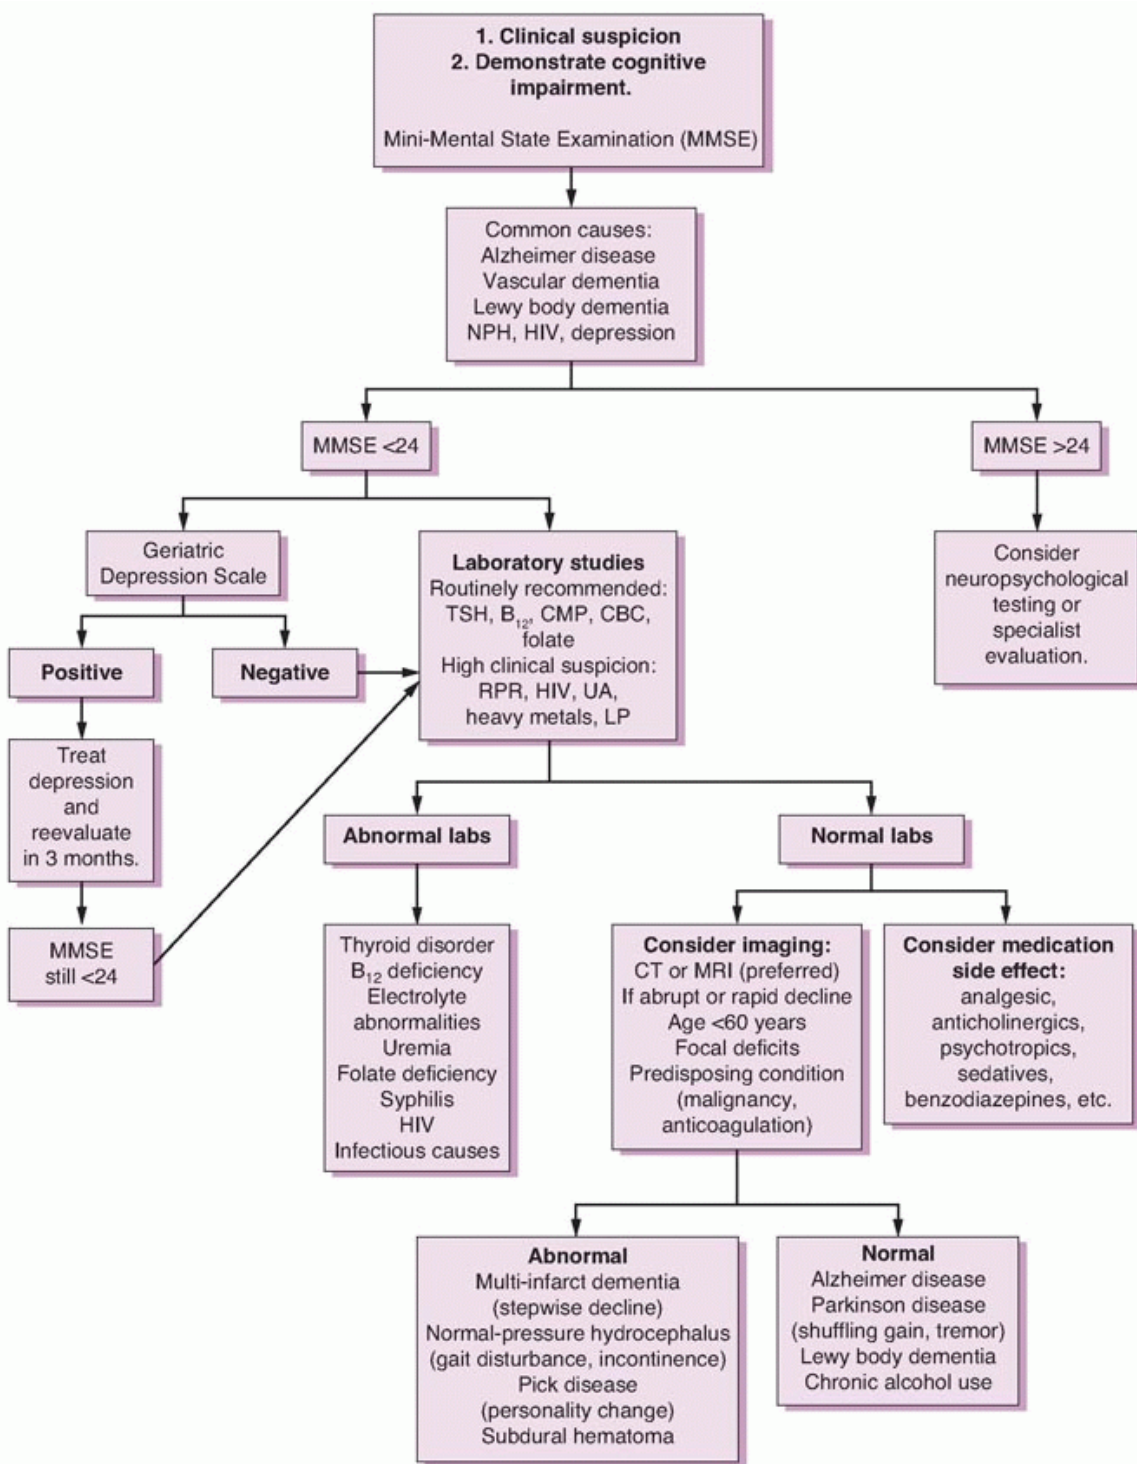 1. Clinical suspicion
2. Demonstrate cognitive
impairment.
Mini-Mental State Examination (MMSE)
Common causes:
Alzheimer disease
Vascular dementia
Lewy body dementia
NPH, HIV, depression
MMSE <24
MMSE >24
Geriatric
Depression Scale
Laboratory studies
Routinely recommended:
TSH, B₁₂, CMP, CBC,
folate
High clinical suspicion:
RPR, HIV, UA,
heavy metals, LP
Consider
neuropsychological
testing or
specialist
evaluation.
Positive
Negative
Treat
depression
and
reevaluate
in 3 months.
MMSE
still <24
Abnormal labs
Normal labs
Thyroid disorder
B₁₂ deficiency
Electrolyte
abnormalities
Uremia
Folate deficiency
Syphilis
HIV
Infectious causes
Consider imaging:
CT or MRI (preferred)
If abrupt or rapid decline
Age <60 years
Focal deficits
Predisposing condition
(malignancy,
anticoagulation)
Consider medication
side effect:
analgesic,
anticholinergics,
psychotropics,
sedatives,
benzodiazepines, etc.
Abnormal
Multi-infarct dementia
(stepwise decline)
Normal-pressure hydrocephalus
(gait disturbance, incontinence)
Pick disease
(personality change)
Subdural hematoma
Normal
Alzheimer disease
Parkinson disease
(shuffling gain, tremor)
Lewy body dementia
Chronic alcohol use